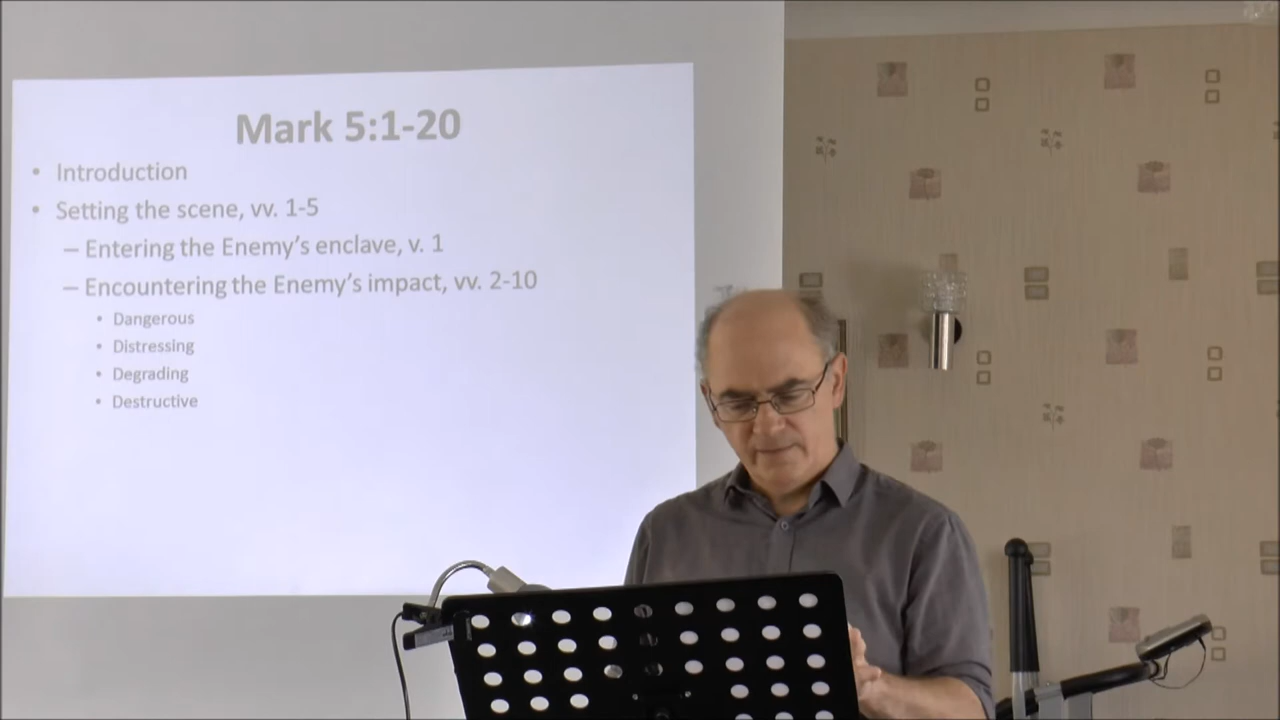 Mark 5:1-20
• Introduction
• Setting the scene, vv. 1-5
– Entering the Enemy’s enclave, v. 1
– Encountering the Enemy’s impact, vv. 2-10
• Dangerous
• Distressing
• Degrading
• Destructive